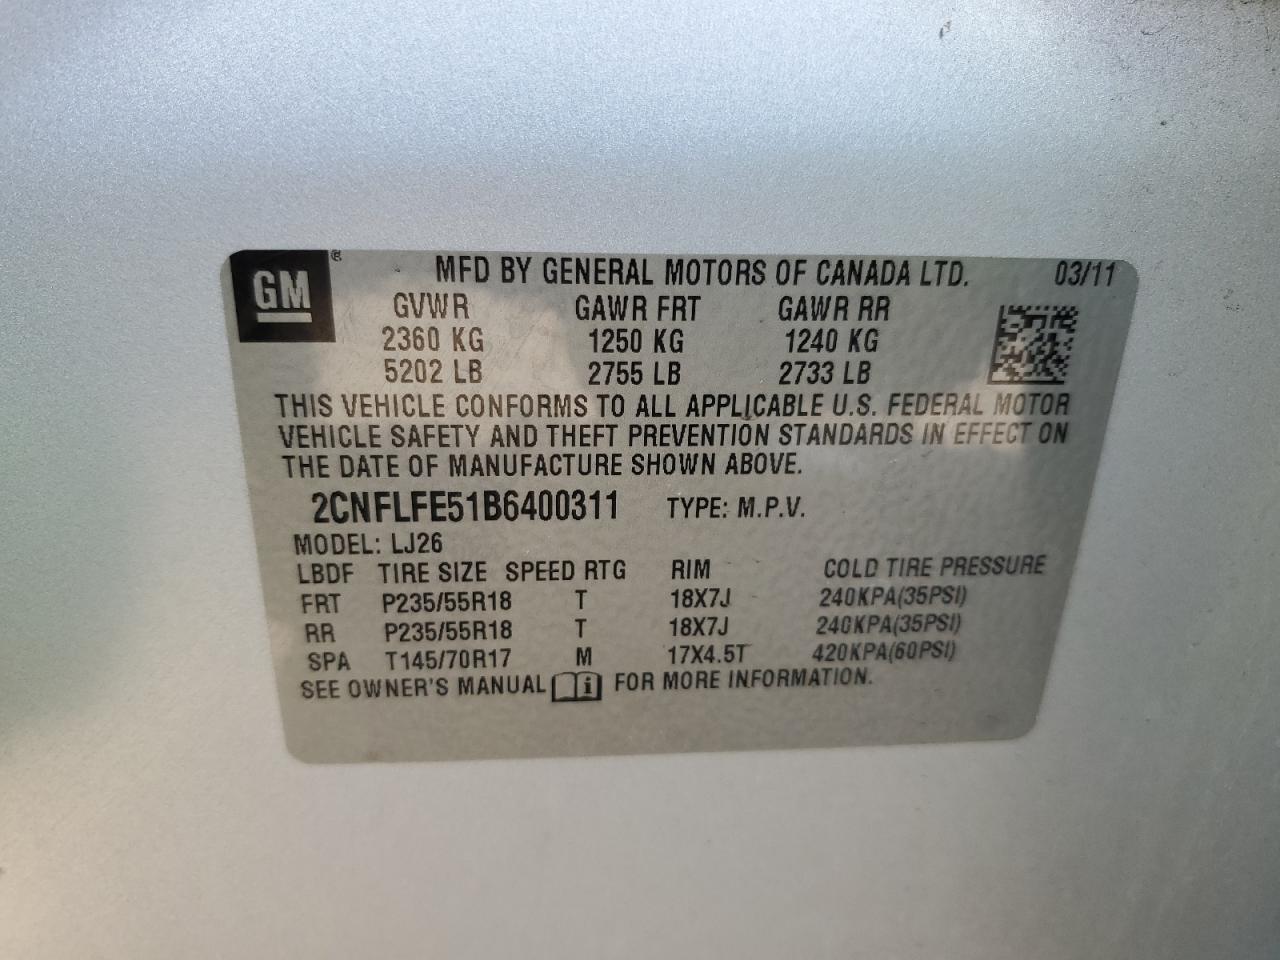 GM ® MFD BY GENERAL MOTORS OF CANADA LTD. 03/11
GVWR GAWR FRT GAWR RR
2360 KG 1250 KG 1240 KG
5202 LB 2755 LB 2733 LB
THIS VEHICLE CONFORMS TO ALL APPLICABLE U.S. FEDERAL MOTOR
VEHICLE SAFETY AND THEFT PREVENTION STANDARDS IN EFFECT ON
THE DATE OF MANUFACTURE SHOWN ABOVE.
2CNFLFE51B6400311 TYPE: M.P.V.
MODEL: LJ26
LBDF TIRE SIZE SPEED RTG RIM COLD TIRE PRESSURE
FRT P235/55R18 T 18X7J 240KPA(35PSI)
RR P235/55R18 T 18X7J 240KPA(35PSI)
SPA T145/70R17 M 17X4.5T 420KPA(60PSI)
SEE OWNER'S MANUAL i FOR MORE INFORMATION.